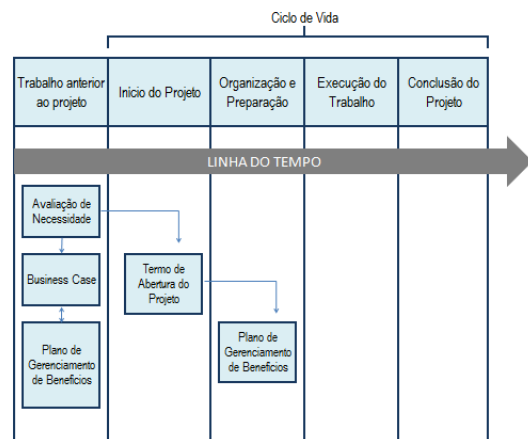 Ciclo de Vida
Trabalho anterior
ao projeto
Início do Projeto
Organização e
Preparação
Execução do
Trabalho
Conclusão do
Projeto
LINHA DO TEMPO
Avaliação de
Necessidade
Business Case
Plano de
Gerenciamento
de Benefícios
Termo de
Abertura do
Projeto
Plano de
Gerenciamento
de Benefícios